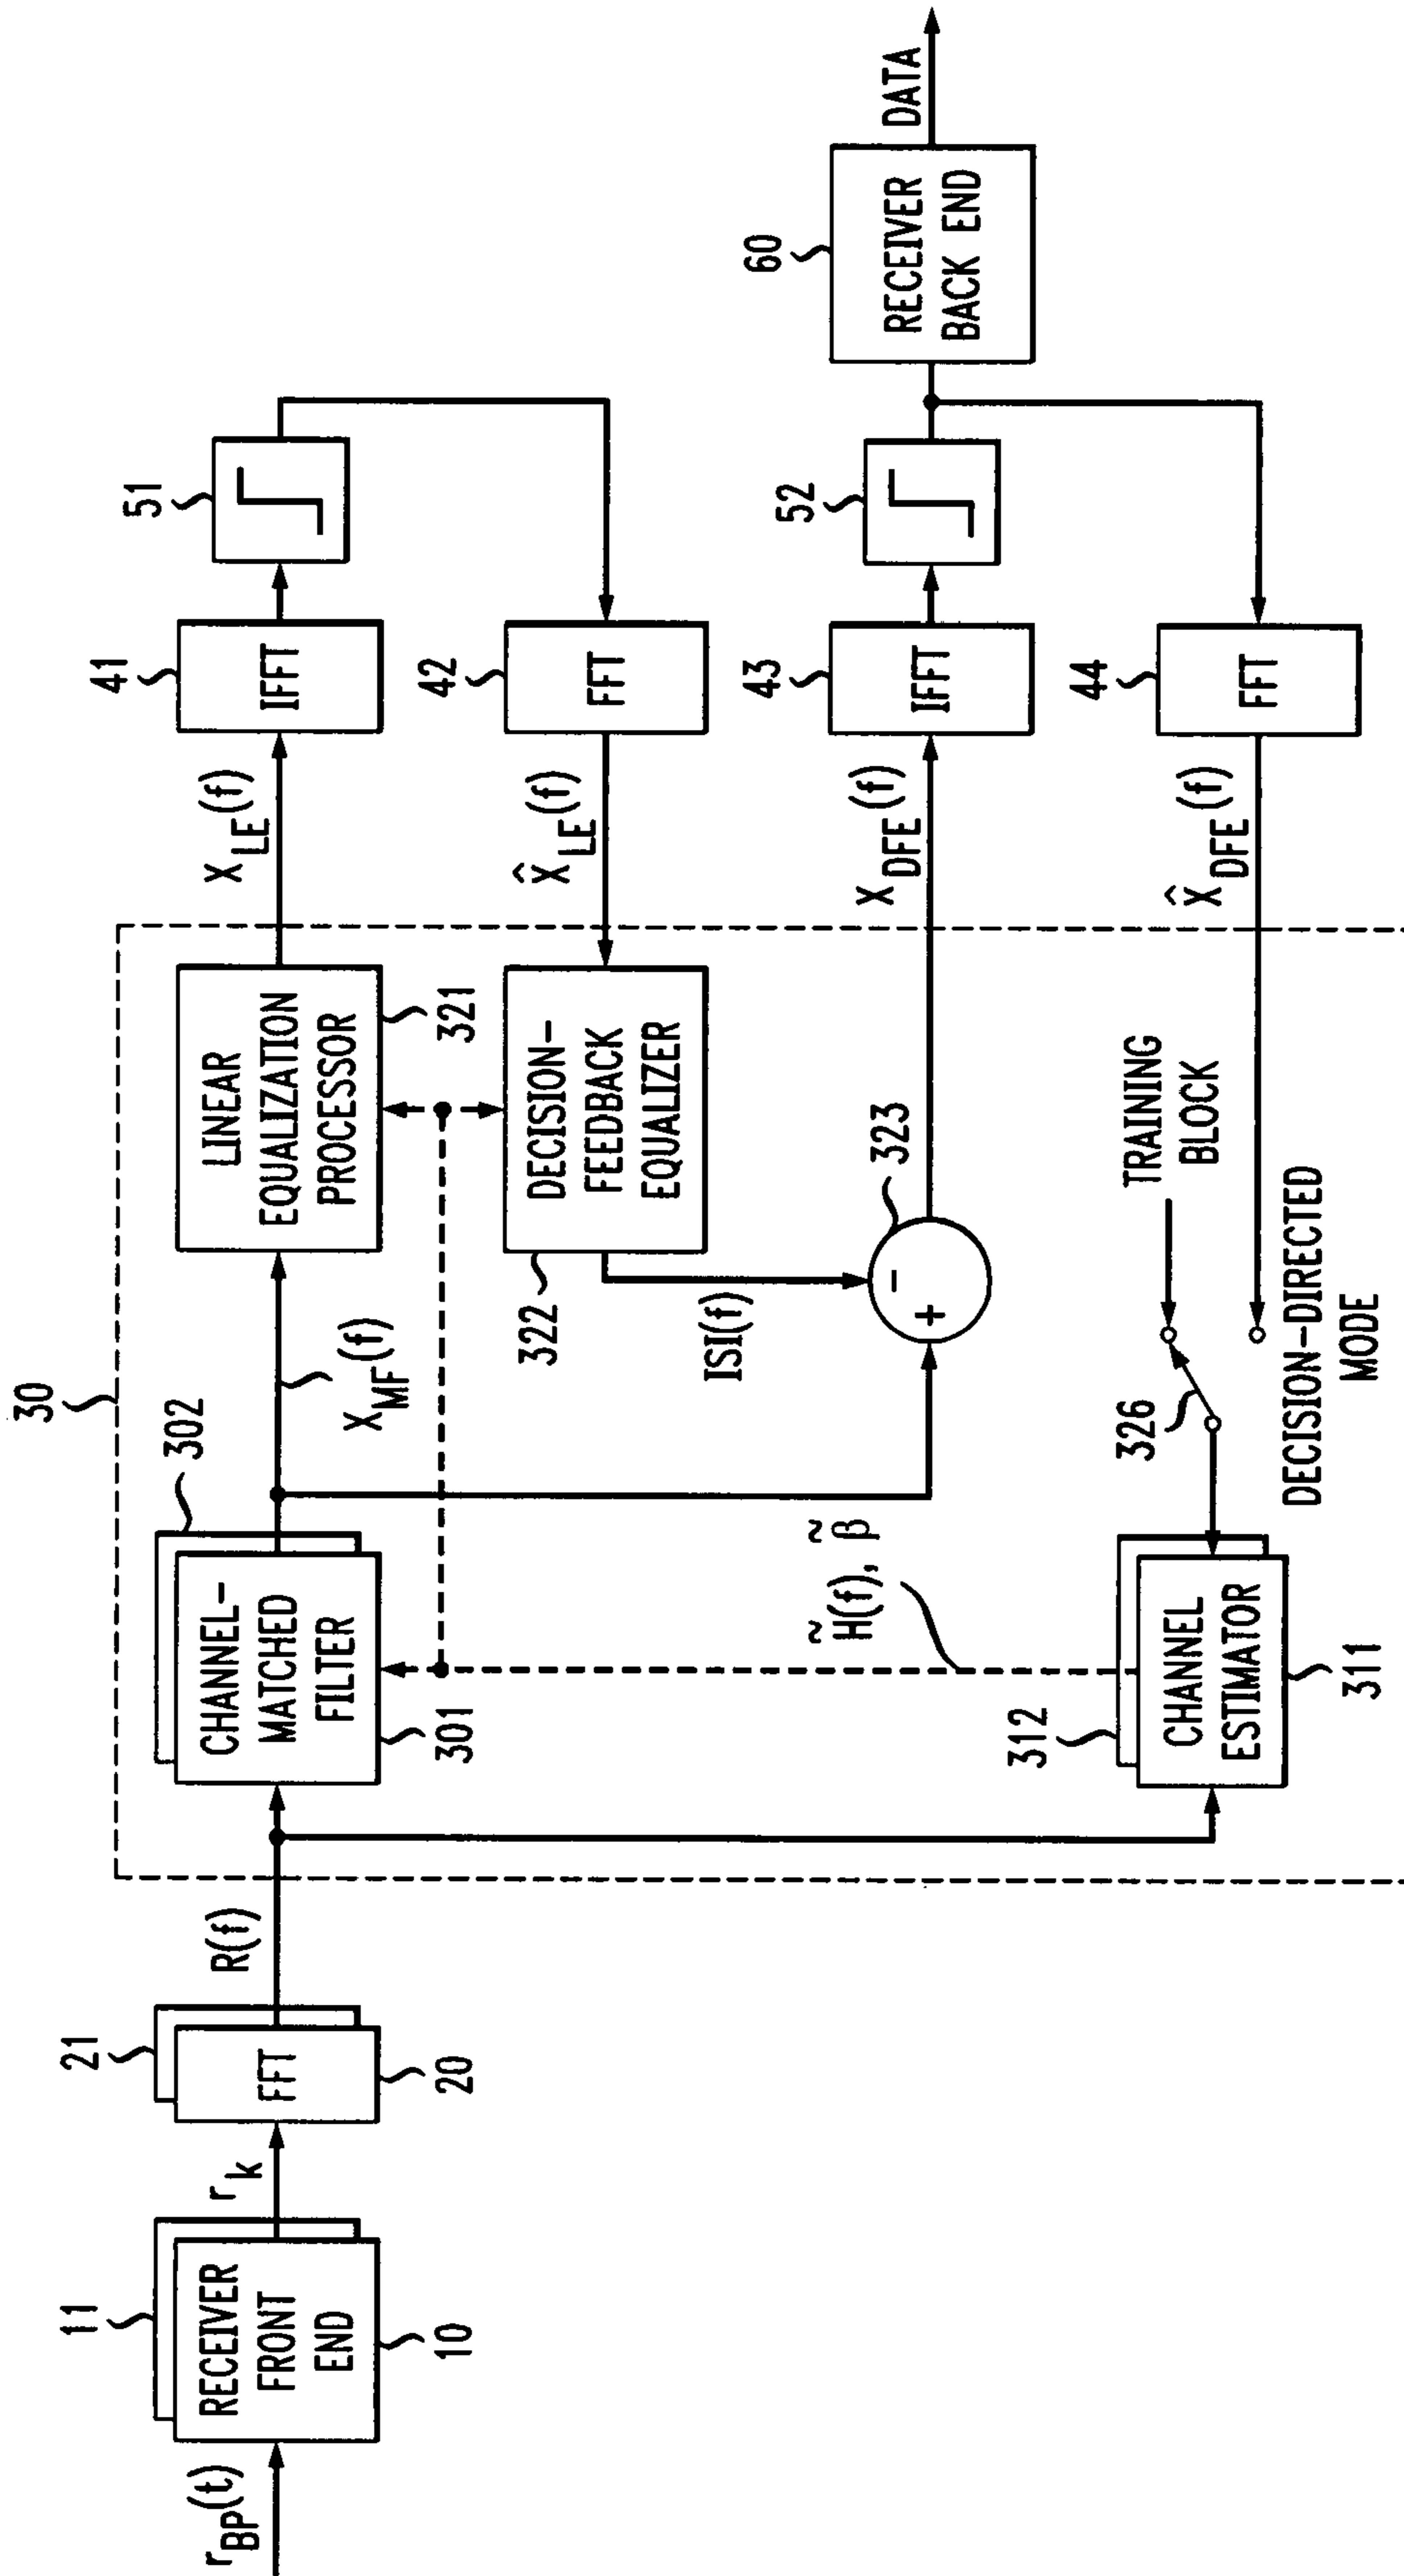 r_BP(t)
11
RECEIVER
FRONT
END
10
r_k
21
FFT
20
R(f)
30
302
CHANNEL-
MATCHED
FILTER
301
X_MF(f)
LINEAR
EQUALIZATION
PROCESSOR
321
X_LE(f)
41
IFFT
51
DECISION-
FEEDBACK
EQUALIZER
322
X̂_LE(f)
42
FFT
ISI(f)
-
+
323
X_DFE(f)
43
IFFT
52
60
RECEIVER
BACK END
DATA
H̃(f), β̃
312
CHANNEL
ESTIMATOR
311
326
TRAINING
BLOCK
DECISION-DIRECTED
MODE
X̂_DFE(f)
44
FFT